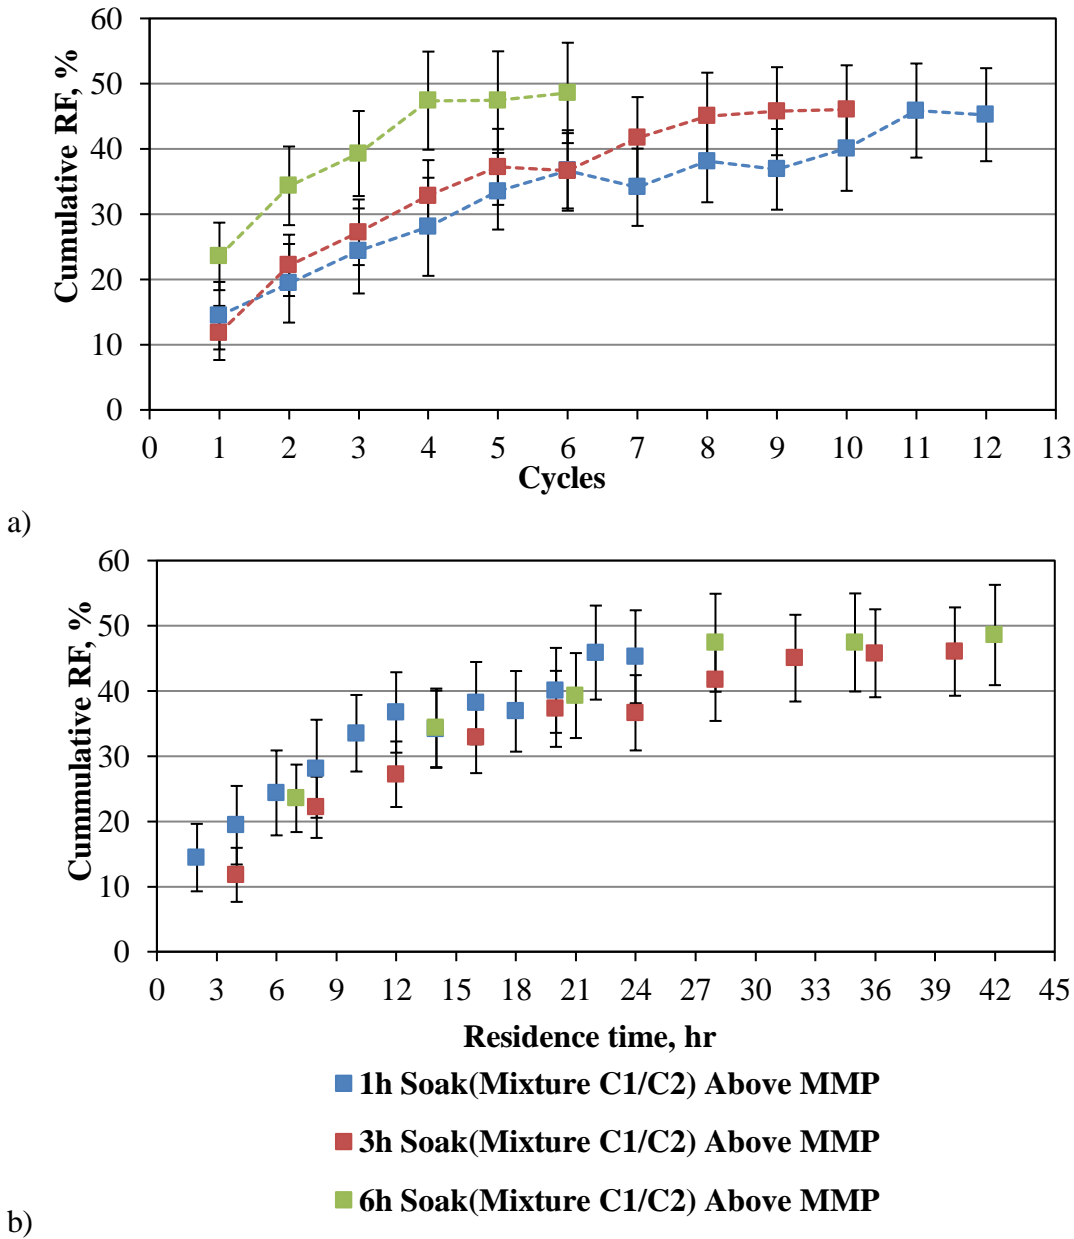 60
50
40
30
20
10
0
Cumulative RF, %
0 1 2 3 4 5 6 7 8 9 10 11 12 13
Cycles
a)
60
50
40
30
20
10
0
Cummulative RF, %
0 3 6 9 12 15 18 21 24 27 30 33 36 39 42 45
Residence time, hr
1h Soak(Mixture C1/C2) Above MMP
3h Soak(Mixture C1/C2) Above MMP
6h Soak(Mixture C1/C2) Above MMP
b)